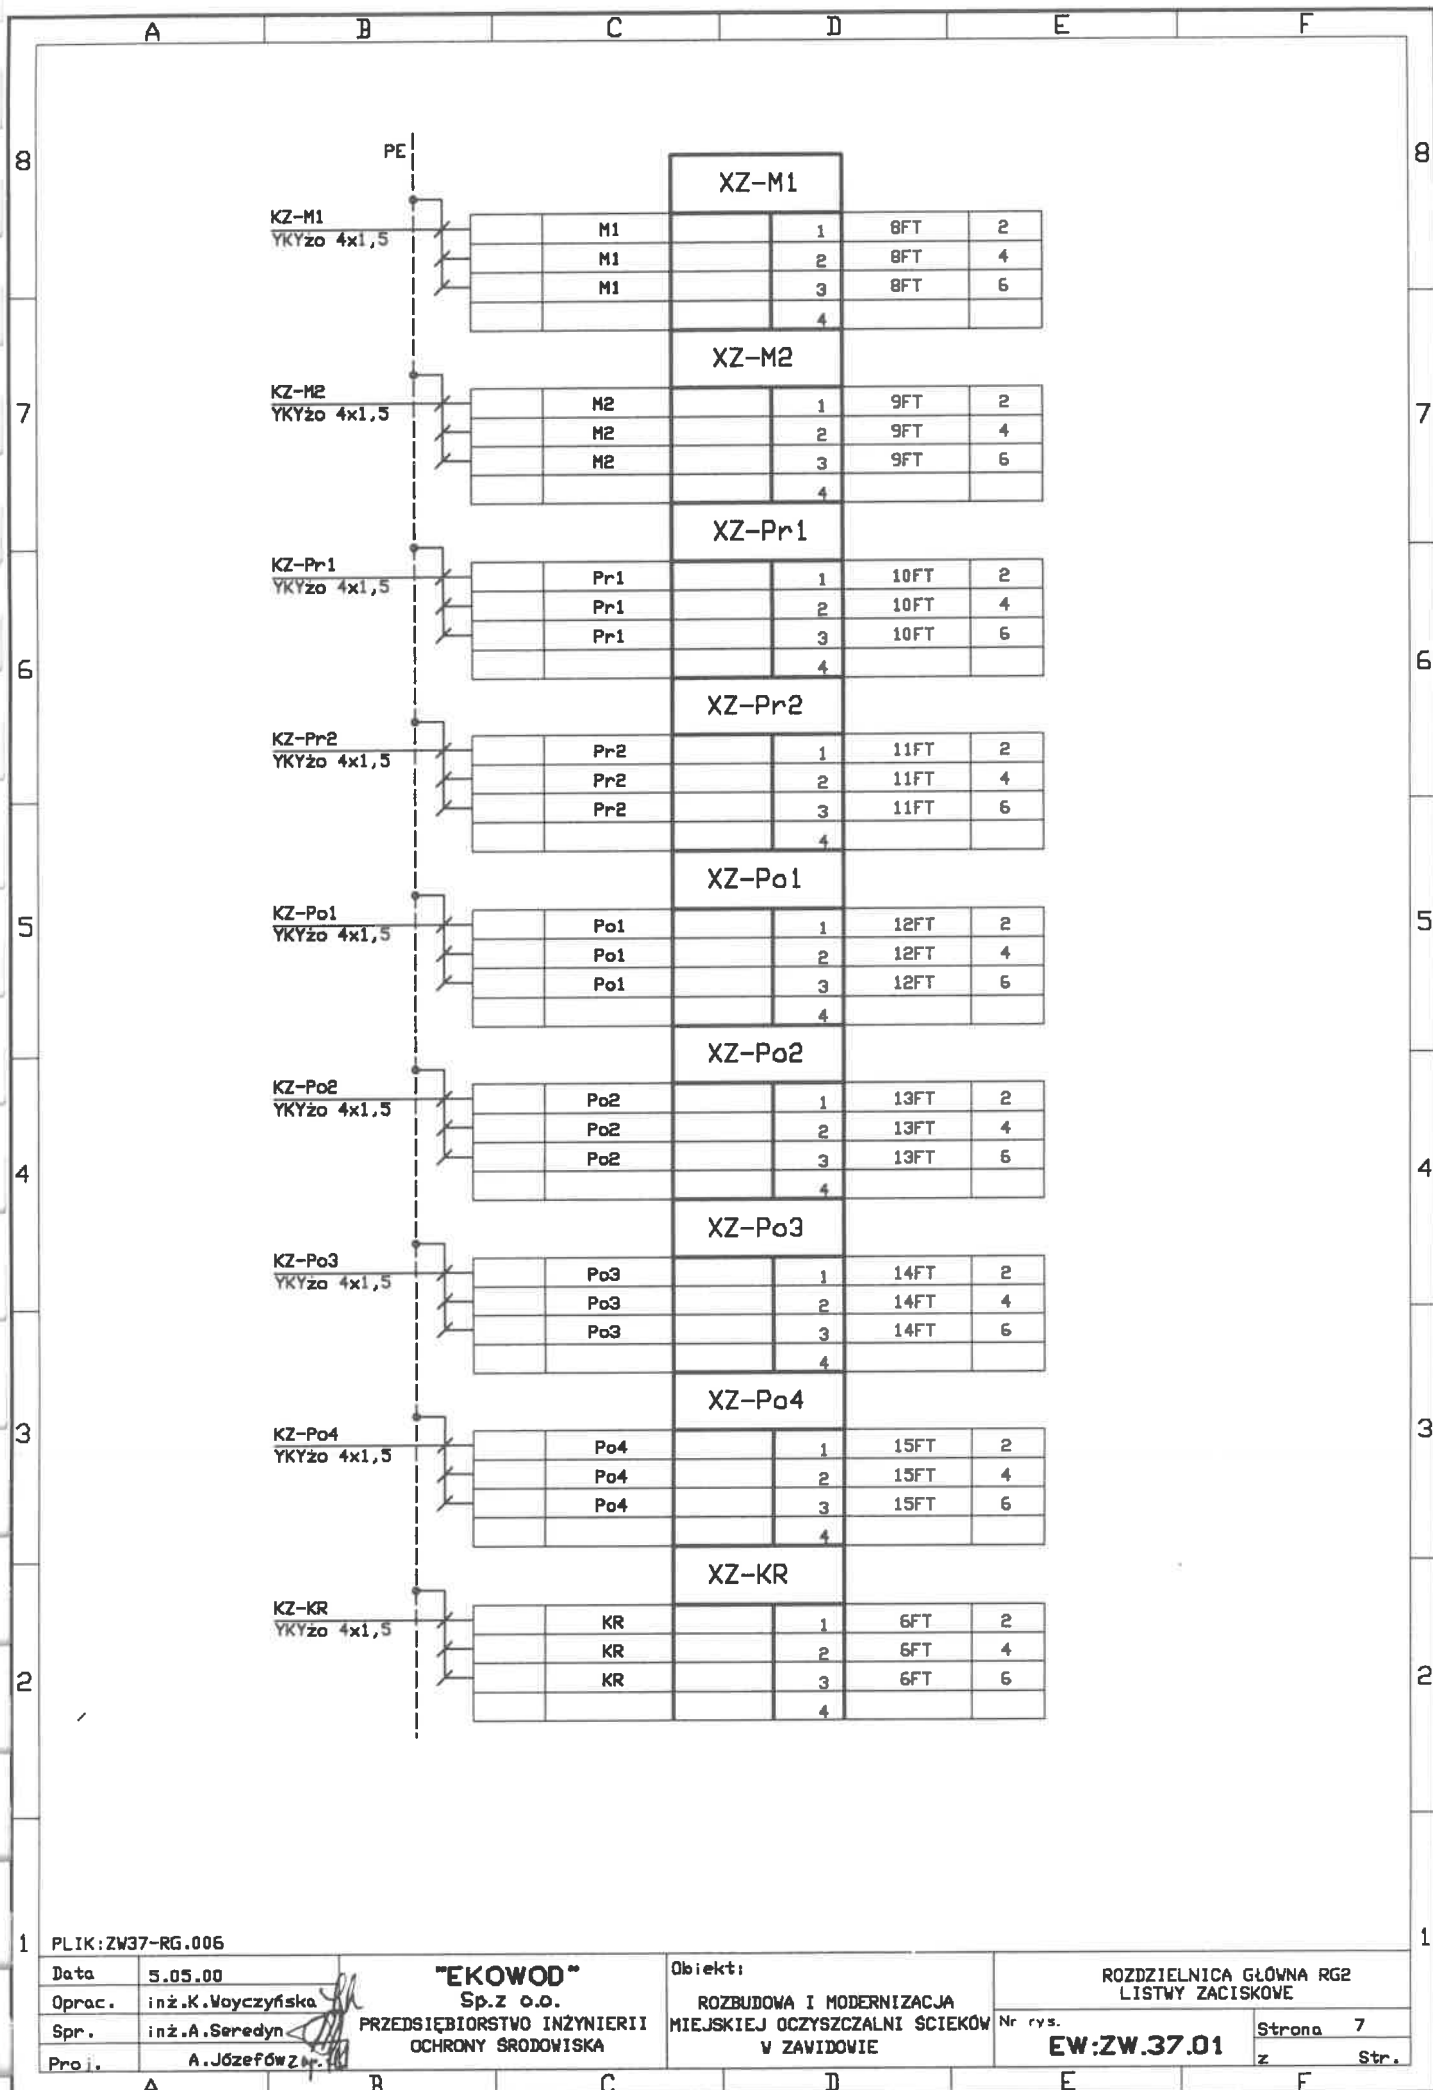 A B C D E F
8 8
PE
XZ-M1
KZ-M1
YKYżo 4x1,5
M1 1 8FT 2
M1 2 8FT 4
M1 3 8FT 6
4
XZ-M2
KZ-M2
YKYżo 4x1,5
7 7
M2 1 9FT 2
M2 2 9FT 4
M2 3 9FT 6
4
XZ-Pr1
KZ-Pr1
YKYżo 4x1,5
Pr1 1 10FT 2
Pr1 2 10FT 4
Pr1 3 10FT 6
4
6 6
XZ-Pr2
KZ-Pr2
YKYżo 4x1,5
Pr2 1 11FT 2
Pr2 2 11FT 4
Pr2 3 11FT 6
4
XZ-Po1
KZ-Po1
YKYżo 4x1,5
5 5
Po1 1 12FT 2
Po1 2 12FT 4
Po1 3 12FT 6
4
XZ-Po2
KZ-Po2
YKYżo 4x1,5
Po2 1 13FT 2
Po2 2 13FT 4
Po2 3 13FT 6
4
4 4
XZ-Po3
KZ-Po3
YKYżo 4x1,5
Po3 1 14FT 2
Po3 2 14FT 4
Po3 3 14FT 6
4
XZ-Po4
KZ-Po4
YKYżo 4x1,5
3 3
Po4 1 15FT 2
Po4 2 15FT 4
Po4 3 15FT 6
4
XZ-KR
KZ-KR
YKYżo 4x1,5
KR 1 6FT 2
KR 2 6FT 4
KR 3 6FT 6
4
2 2
1 1
PLIK:ZW37-RG.006
Data 5.05.00
Oprac. inż.K.Woyczyńska
Spr. inż.A.Seredyn
Proj. A.Józefów
"EKOWOD"
Sp.z o.o.
PRZEDSIĘBIORSTWO INŻYNIERII
OCHRONY ŚRODOWISKA
Obiekt:
ROZBUDOWA I MODERNIZACJA
MIEJSKIEJ OCZYSZCZALNI ŚCIEKÓW
W ZAWIDOWIE
ROZDZIELNICA GŁÓWNA RG2
LISTWY ZACISKOWE
Nr rys.
EW:ZW.37.01
Strona 7
z Str.
A B C D E F